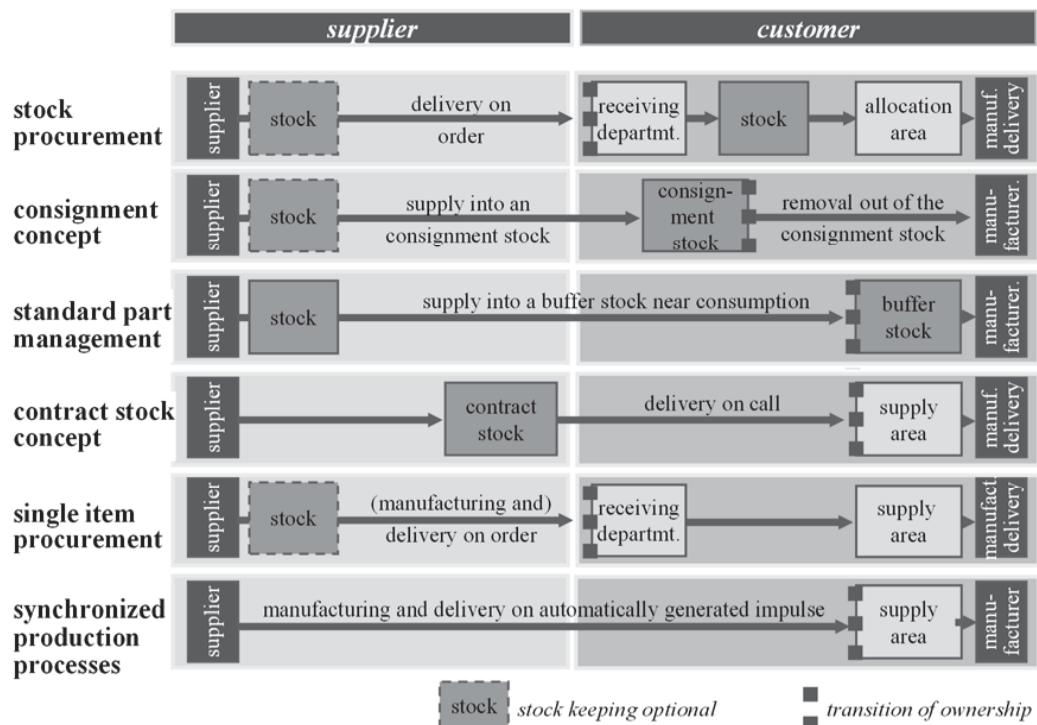 supplier
customer
stock
procurement
supplier
stock
delivery on
order
receiving
departmt.
stock
allocation
area
manuf.
delivery
consignment
concept
supplier
stock
supply into an
consignment stock
consign-
ment
stock
removal out of the
consignment stock
manu-
facturer.
standard part
management
supplier
stock
supply into a buffer stock near consumption
buffer
stock
manu-
facturer.
contract stock
concept
supplier
contract
stock
delivery on call
supply
area
manuf.
delivery
single item
procurement
supplier
stock
(manufacturing and)
delivery on order
receiving
departmt.
supply
area
manufact.
delivery
synchronized
production
processes
supplier
manufacturing and delivery on automatically generated impulse
supply
area
manu-
facturer
stock
stock keeping optional
transition of ownership